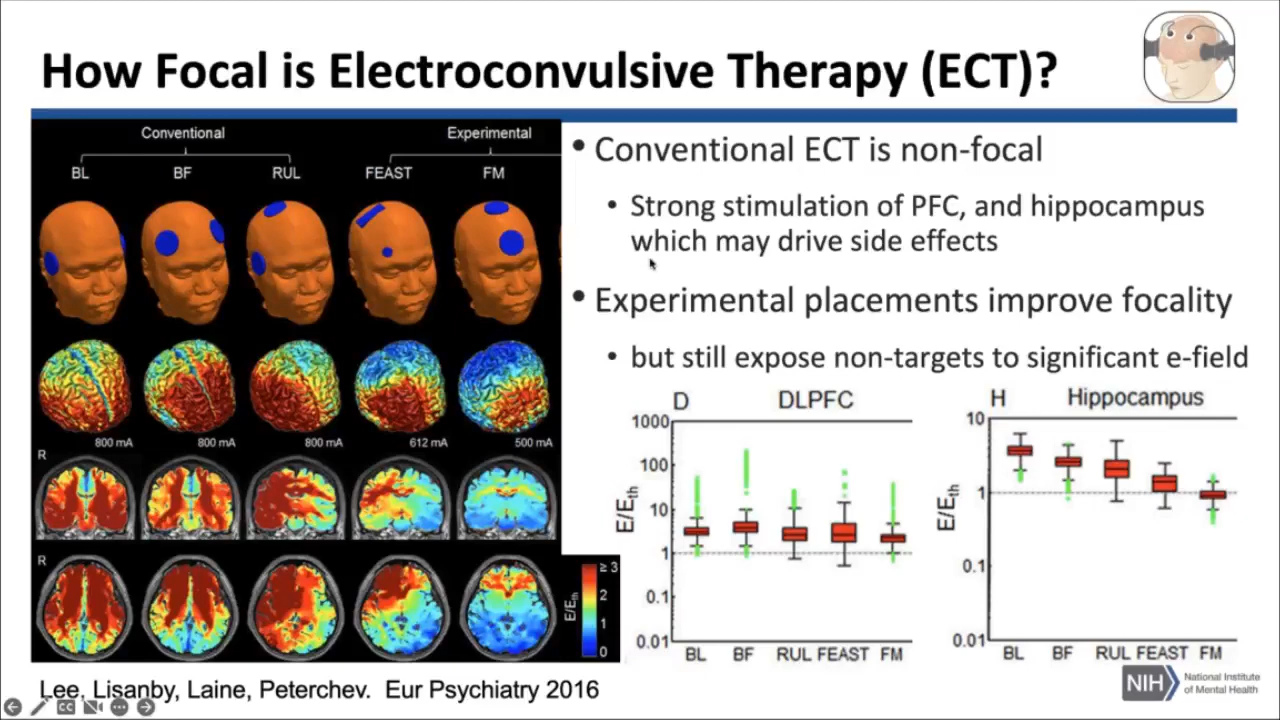 How Focal is Electroconvulsive Therapy (ECT)?
Conventional
Experimental
BL
BF
RUL
FEAST
FM
800 mA
800 mA
800 mA
612 mA
500 mA
R
R
≥ 3
2
1
0
E/Eth
• Conventional ECT is non-focal
• Strong stimulation of PFC, and hippocampus
which may drive side effects
• Experimental placements improve focality
• but still expose non-targets to significant e-field
D
DLPFC
1000
100
10
1
0.1
0.01
E/Eth
BL
BF
RUL
FEAST
FM
H
Hippocampus
10
1
0.1
0.01
E/Eth
BL
BF
RUL
FEAST
FM
Lee, Lisanby, Laine, Peterchev. Eur Psychiatry 2016
CC
NIH
National Institute
of Mental Health